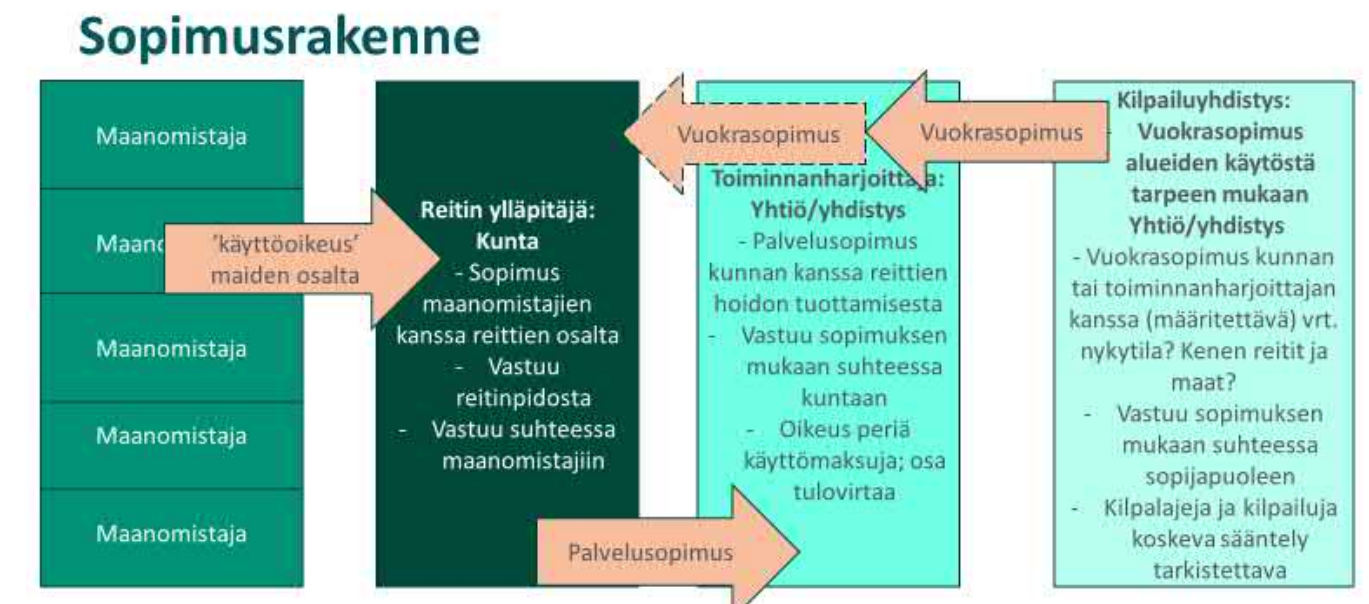 Sopimusrakenne
Maanomistaja
Maano
Maanomistaja
Maanomistaja
Maanomistaja
'käyttöoikeus'
maiden osalta
Reitin ylläpitäjä:
Kunta
- Sopimus
maanomistajien
kanssa reittien osalta
- Vastuu
reitinpidosta
- Vastuu suhteessa
maanomistajiin
Vuokrasopimus
Toiminnanharjoittaja:
Yhtiö/yhdistys
- Palvelusopimus
kunnan kanssa reittien
hoidon tuottamisesta
- Vastuu sopimuksen
mukaan suhteessa
kuntaan
- Oikeus periä
käyttömaksuja; osa
tulovirtaa
Palvelusopimus
Vuokrasopimus
Kilpailuyhdistys:
- Vuokrasopimus
alueiden käytöstä
tarpeen mukaan
Yhtiö/yhdistys
- Vuokrasopimus kunnan
tai toiminnanharjoittajan
kanssa (määritettävä) vrt.
nykytila? Kenen reitit ja
maat?
- Vastuu sopimuksen
mukaan suhteessa
sopijapuoleen
- Kilpalajeja ja kilpailuja
koskeva sääntely
tarkistettava